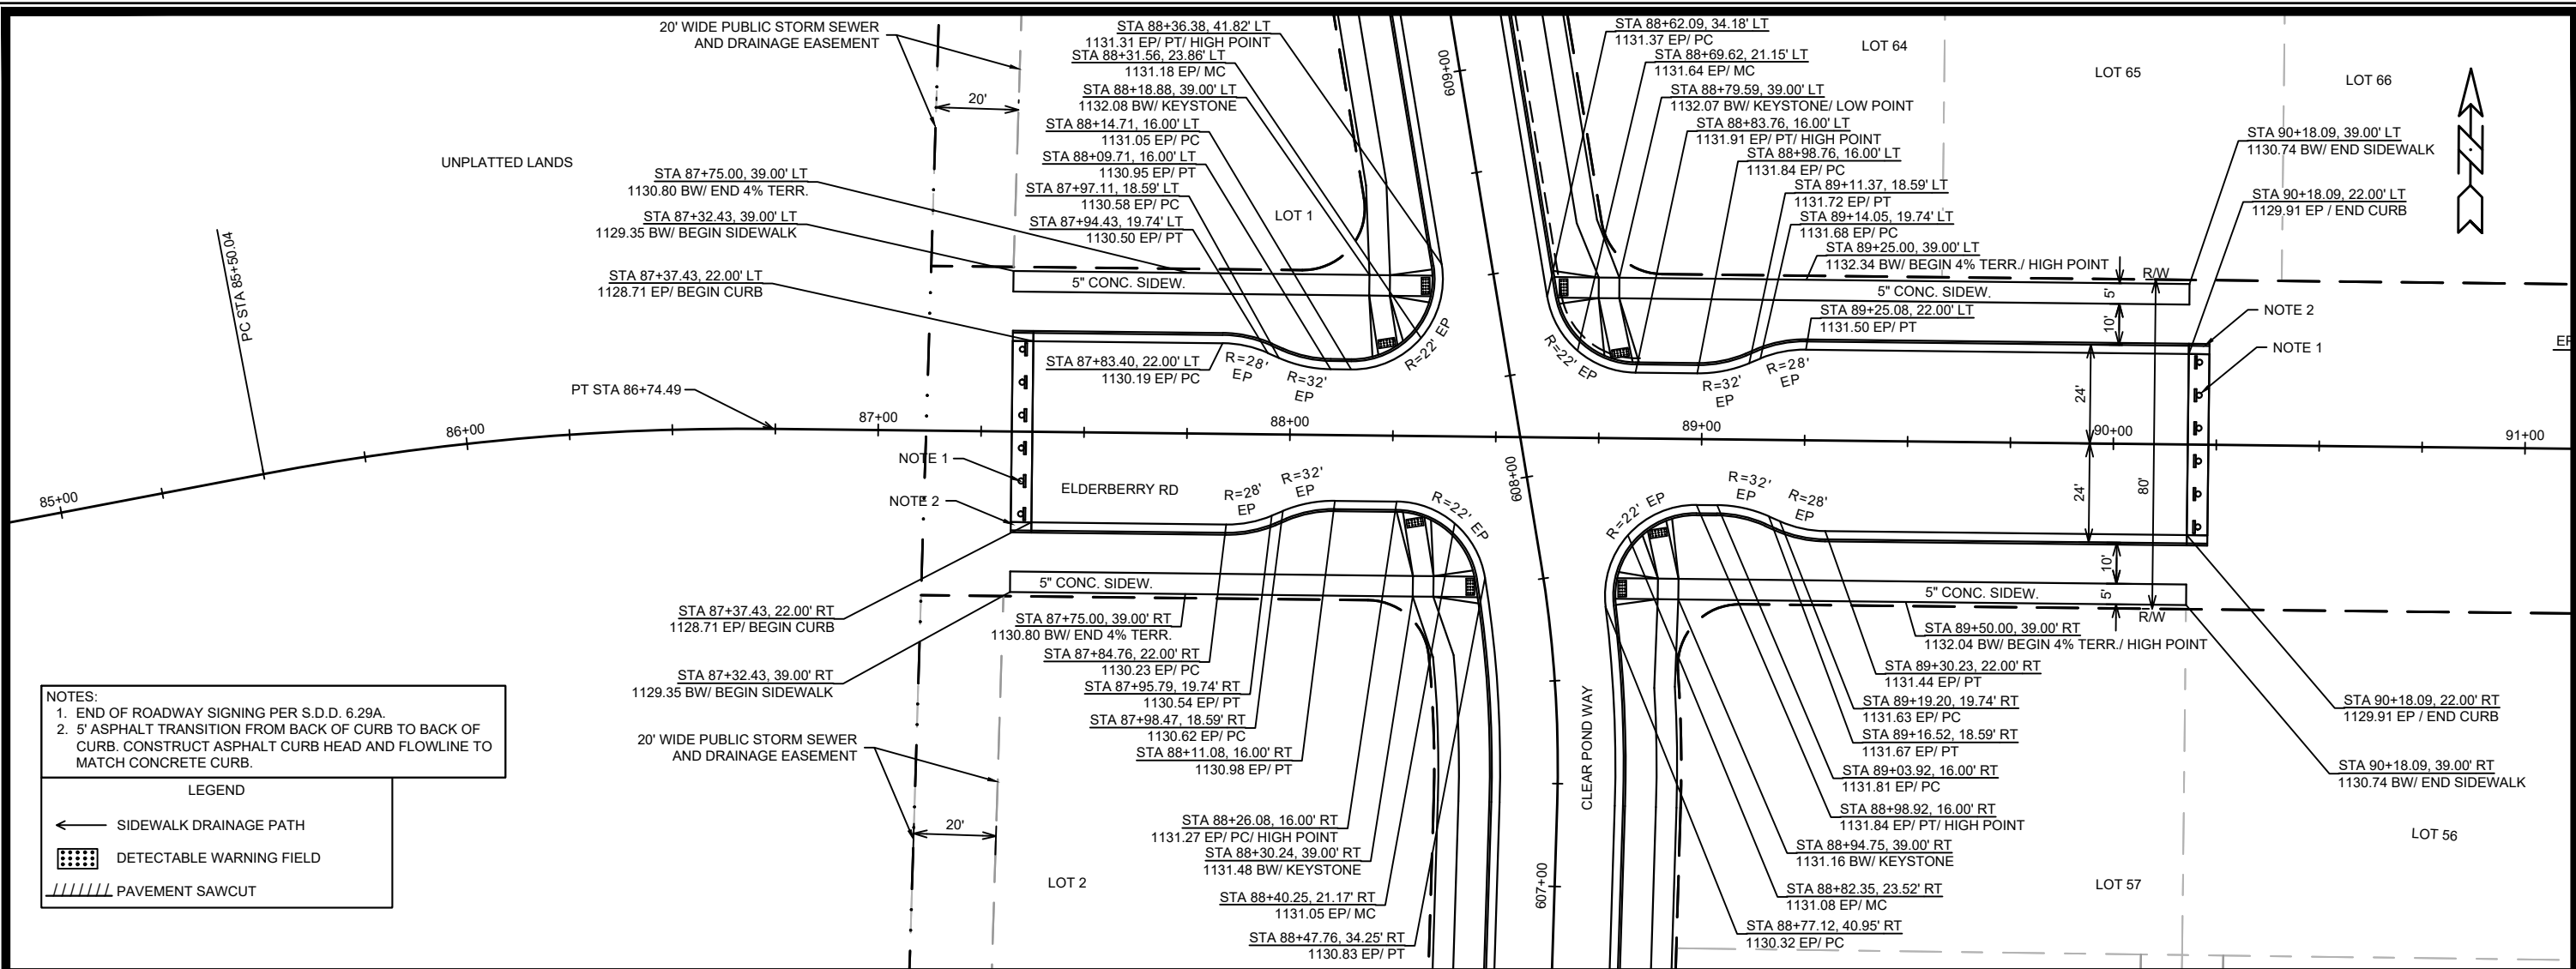 20' WIDE PUBLIC STORM SEWER
AND DRAINAGE EASEMENT
20'
UNPLATTED LANDS
STA 88+36.38, 41.82' LT
1131.31 EP/ PT/ HIGH POINT
STA 88+31.56, 23.86' LT
1131.18 EP/ MC
STA 88+18.88, 39.00' LT
1132.08 BW/ KEYSTONE
STA 88+14.71, 16.00' LT
1131.05 EP/ PC
STA 88+09.71, 16.00' LT
1130.95 EP/ PT
STA 87+97.11, 18.59' LT
1130.58 EP/ PC
STA 87+94.43, 19.74' LT
1130.50 EP/ PT
STA 87+75.00, 39.00' LT
1130.80 BW/ END 4% TERR.
STA 87+32.43, 39.00' LT
1129.35 BW/ BEGIN SIDEWALK
STA 87+37.43, 22.00' LT
1128.71 EP/ BEGIN CURB
LOT 1
5" CONC. SIDEW.
STA 87+83.40, 22.00' LT
1130.19 EP/ PC
R=28'
EP
R=32'
EP
R=22' EP
609+00
STA 88+62.09, 34.18' LT
1131.37 EP/ PC
STA 88+69.62, 21.15' LT
1131.64 EP/ MC
STA 88+79.59, 39.00' LT
1132.07 BW/ KEYSTONE/ LOW POINT
STA 88+83.76, 16.00' LT
1131.91 EP/ PT/ HIGH POINT
STA 88+98.76, 16.00' LT
1131.84 EP/ PC
STA 89+11.37, 18.59' LT
1131.72 EP/ PT
STA 89+14.05, 19.74' LT
1131.68 EP/ PC
STA 89+25.00, 39.00' LT
1132.34 BW/ BEGIN 4% TERR./ HIGH POINT
5" CONC. SIDEW.
STA 89+25.08, 22.00' LT
1131.50 EP/ PT
R=22' EP
R=32'
EP
R=28'
EP
LOT 64
LOT 65
LOT 66
N
STA 90+18.09, 39.00' LT
1130.74 BW/ END SIDEWALK
STA 90+18.09, 22.00' LT
1129.91 EP / END CURB
R/W
5'
10'
NOTE 2
NOTE 1
24'
24'
80'
PC STA 85+50.04
PT STA 86+74.49
85+00
86+00
87+00
88+00
89+00
90+00
91+00
608+00
NOTE 1
NOTE 2
ELDERBERRY RD
R=28'
EP
R=32'
EP
R=22' EP
R=22' EP
R=32'
EP
R=28'
EP
10'
5'
R/W
5" CONC. SIDEW.
5" CONC. SIDEW.
STA 87+37.43, 22.00' RT
1128.71 EP/ BEGIN CURB
STA 87+32.43, 39.00' RT
1129.35 BW/ BEGIN SIDEWALK
20' WIDE PUBLIC STORM SEWER
AND DRAINAGE EASEMENT
20'
STA 87+75.00, 39.00' RT
1130.80 BW/ END 4% TERR.
STA 87+84.76, 22.00' RT
1130.23 EP/ PC
STA 87+95.79, 19.74' RT
1130.54 EP/ PT
STA 87+98.47, 18.59' RT
1130.62 EP/ PC
STA 88+11.08, 16.00' RT
1130.98 EP/ PT
STA 88+26.08, 16.00' RT
1131.27 EP/ PC/ HIGH POINT
STA 88+30.24, 39.00' RT
1131.48 BW/ KEYSTONE
STA 88+40.25, 21.17' RT
1131.05 EP/ MC
STA 88+47.76, 34.25' RT
1130.83 EP/ PT
LOT 2
CLEAR POND WAY
607+00
STA 89+50.00, 39.00' RT
1132.04 BW/ BEGIN 4% TERR./ HIGH POINT
STA 89+30.23, 22.00' RT
1131.44 EP/ PT
STA 89+19.20, 19.74' RT
1131.63 EP/ PC
STA 89+16.52, 18.59' RT
1131.67 EP/ PT
STA 89+03.92, 16.00' RT
1131.81 EP/ PC
STA 88+98.92, 16.00' RT
1131.84 EP/ PT/ HIGH POINT
STA 88+94.75, 39.00' RT
1131.16 BW/ KEYSTONE
STA 88+82.35, 23.52' RT
1131.08 EP/ MC
STA 88+77.12, 40.95' RT
1130.32 EP/ PC
STA 90+18.09, 22.00' RT
1129.91 EP / END CURB
STA 90+18.09, 39.00' RT
1130.74 BW/ END SIDEWALK
LOT 56
LOT 57
NOTES:
1. END OF ROADWAY SIGNING PER S.D.D. 6.29A.
2. 5' ASPHALT TRANSITION FROM BACK OF CURB TO BACK OF
CURB. CONSTRUCT ASPHALT CURB HEAD AND FLOWLINE TO
MATCH CONCRETE CURB.
LEGEND
SIDEWALK DRAINAGE PATH
DETECTABLE WARNING FIELD
PAVEMENT SAWCUT